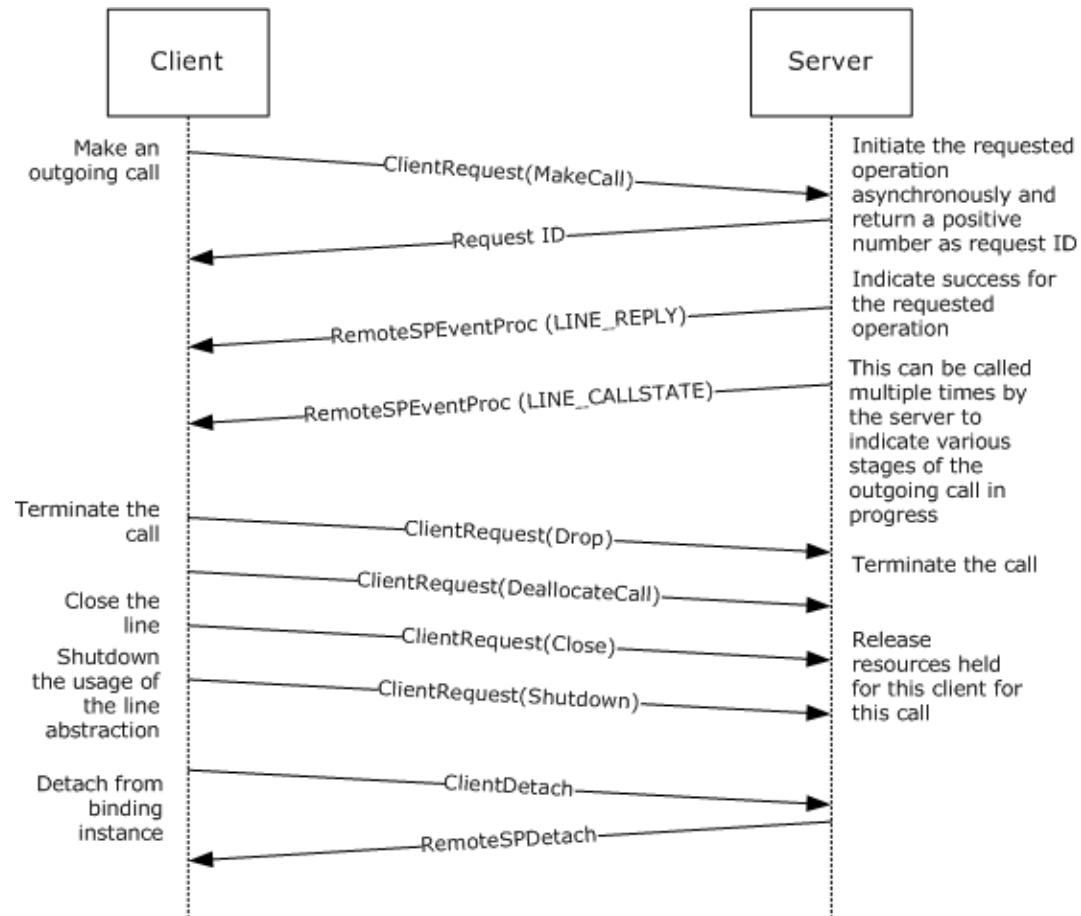 Client
Server
Make an
outgoing call
ClientRequest(MakeCall)
Initiate the requested
operation
asynchronously and
return a positive
number as request ID
Request ID
Indicate success for
the requested
operation
RemoteSPEventProc (LINE_REPLY)
This can be called
multiple times by
the server to
indicate various
stages of the
outgoing call in
progress
RemoteSPEventProc (LINE_CALLSTATE)
Terminate the
call
ClientRequest(Drop)
Terminate the call
ClientRequest(DeallocateCall)
Close the
line
ClientRequest(Close)
Release
resources held
for this client for
this call
Shutdown
the usage of
the line
abstraction
ClientRequest(Shutdown)
Detach from
binding
instance
ClientDetach
RemoteSPDetach